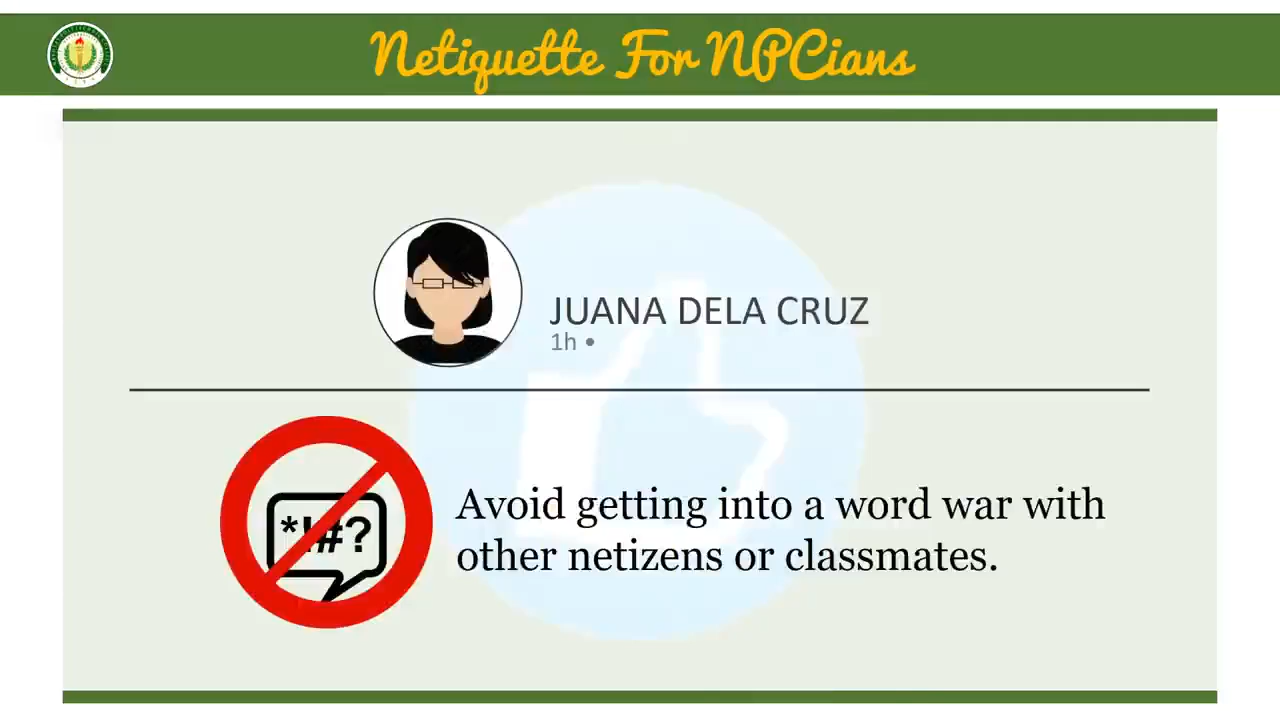 Netiquette For NPCians
JUANA DELA CRUZ
1h •
*!#?
Avoid getting into a word war with
other netizens or classmates.